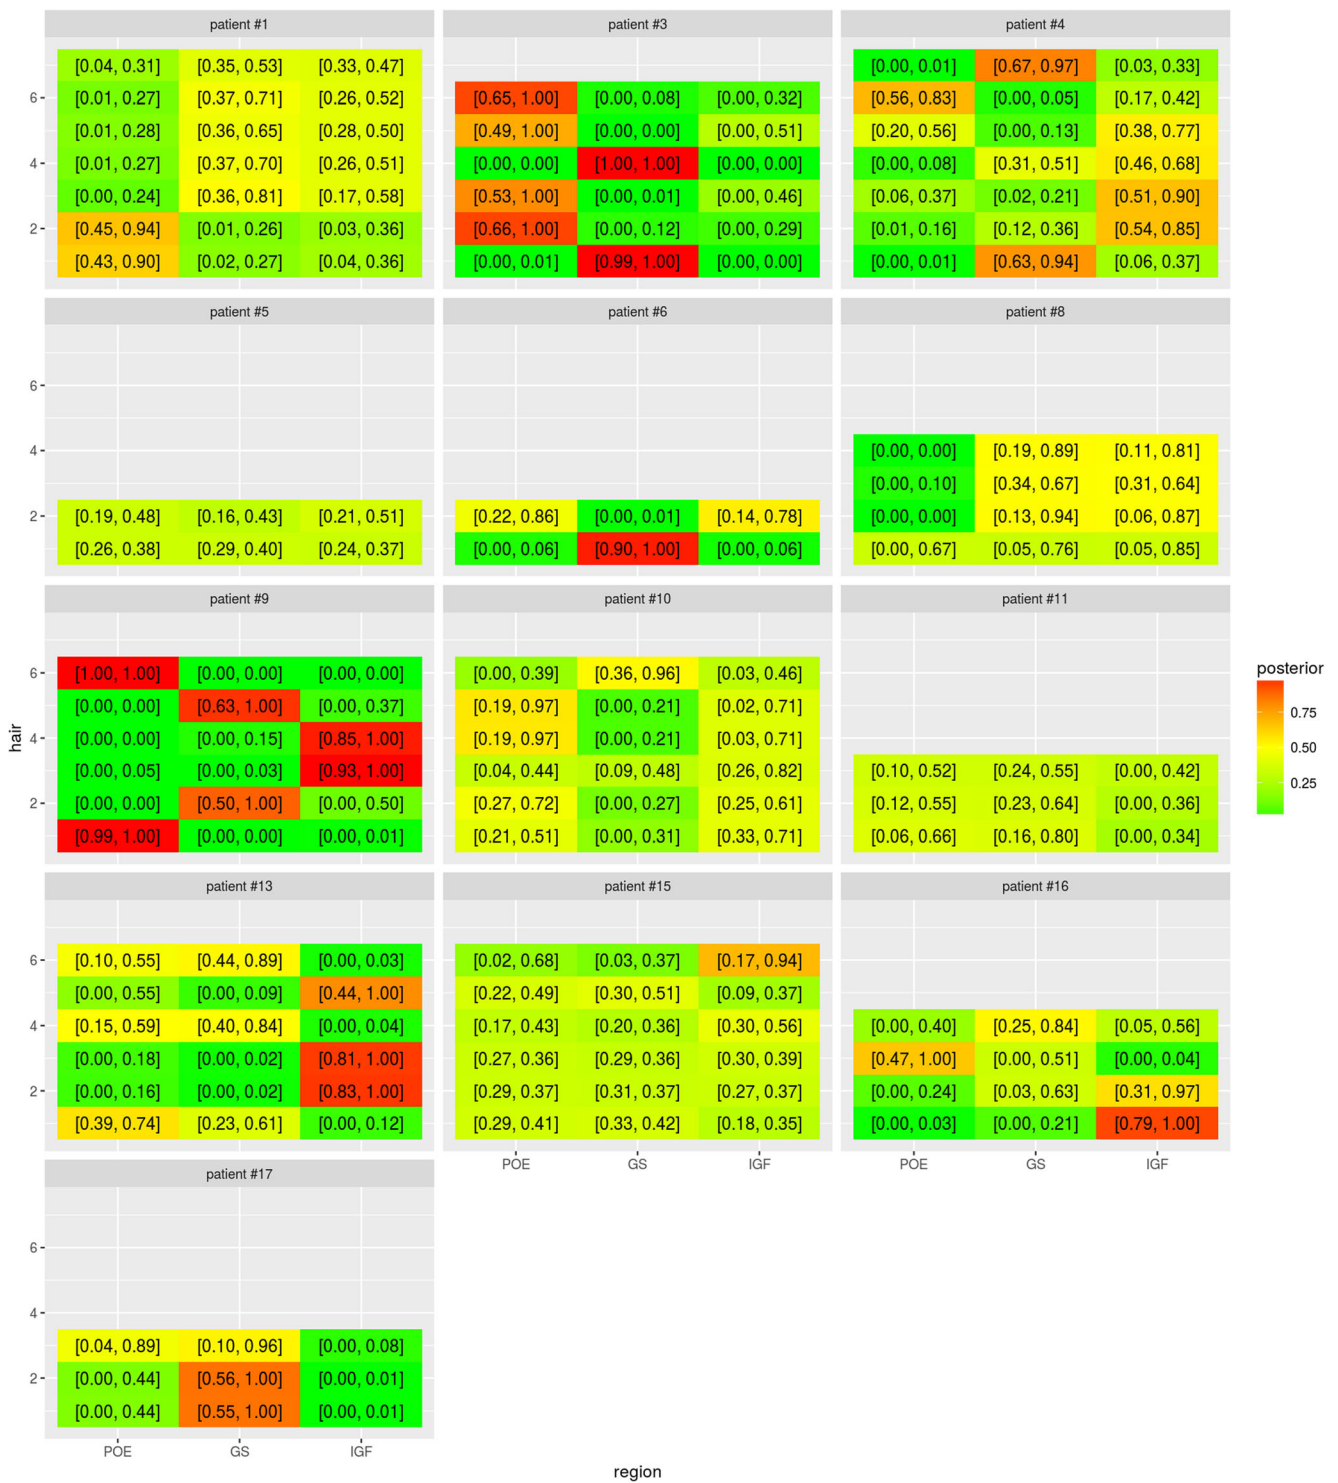 patient #1 patient #3 patient #4
[0.04, 0.31] [0.35, 0.53] [0.33, 0.47] [0.00, 0.01] [0.67, 0.97] [0.03, 0.33]
6 [0.01, 0.27] [0.37, 0.71] [0.26, 0.52] [0.65, 1.00] [0.00, 0.08] [0.00, 0.32] [0.56, 0.83] [0.00, 0.05] [0.17, 0.42]
[0.01, 0.28] [0.36, 0.65] [0.28, 0.50] [0.49, 1.00] [0.00, 0.00] [0.00, 0.51] [0.20, 0.56] [0.00, 0.13] [0.38, 0.77]
4 [0.01, 0.27] [0.37, 0.70] [0.26, 0.51] [0.00, 0.00] [1.00, 1.00] [0.00, 0.00] [0.00, 0.08] [0.31, 0.51] [0.46, 0.68]
[0.00, 0.24] [0.36, 0.81] [0.17, 0.58] [0.53, 1.00] [0.00, 0.01] [0.00, 0.46] [0.06, 0.37] [0.02, 0.21] [0.51, 0.90]
2 [0.45, 0.94] [0.01, 0.26] [0.03, 0.36] [0.66, 1.00] [0.00, 0.12] [0.00, 0.29] [0.01, 0.16] [0.12, 0.36] [0.54, 0.85]
[0.43, 0.90] [0.02, 0.27] [0.04, 0.36] [0.00, 0.01] [0.99, 1.00] [0.00, 0.00] [0.00, 0.01] [0.63, 0.94] [0.06, 0.37]
patient #5 patient #6 patient #8
6
4 [0.00, 0.00] [0.19, 0.89] [0.11, 0.81]
[0.00, 0.10] [0.34, 0.67] [0.31, 0.64]
2 [0.19, 0.48] [0.16, 0.43] [0.21, 0.51] [0.22, 0.86] [0.00, 0.01] [0.14, 0.78] [0.00, 0.00] [0.13, 0.94] [0.06, 0.87]
[0.26, 0.38] [0.29, 0.40] [0.24, 0.37] [0.00, 0.06] [0.90, 1.00] [0.00, 0.06] [0.00, 0.67] [0.05, 0.76] [0.05, 0.85]
patient #9 patient #10 patient #11
6 [1.00, 1.00] [0.00, 0.00] [0.00, 0.00] [0.00, 0.39] [0.36, 0.96] [0.03, 0.46]
[0.00, 0.00] [0.63, 1.00] [0.00, 0.37] [0.19, 0.97] [0.00, 0.21] [0.02, 0.71]
4 [0.00, 0.00] [0.00, 0.15] [0.85, 1.00] [0.19, 0.97] [0.00, 0.21] [0.03, 0.71]
[0.00, 0.05] [0.00, 0.03] [0.93, 1.00] [0.04, 0.44] [0.09, 0.48] [0.26, 0.82] [0.10, 0.52] [0.24, 0.55] [0.00, 0.42]
2 [0.00, 0.00] [0.50, 1.00] [0.00, 0.50] [0.27, 0.72] [0.00, 0.27] [0.25, 0.61] [0.12, 0.55] [0.23, 0.64] [0.00, 0.36]
[0.99, 1.00] [0.00, 0.00] [0.00, 0.01] [0.21, 0.51] [0.00, 0.31] [0.33, 0.71] [0.06, 0.66] [0.16, 0.80] [0.00, 0.34]
hair
posterior
0.75
0.50
0.25
patient #13 patient #15 patient #16
6 [0.10, 0.55] [0.44, 0.89] [0.00, 0.03] [0.02, 0.68] [0.03, 0.37] [0.17, 0.94]
[0.00, 0.55] [0.00, 0.09] [0.44, 1.00] [0.22, 0.49] [0.30, 0.51] [0.09, 0.37]
4 [0.15, 0.59] [0.40, 0.84] [0.00, 0.04] [0.17, 0.43] [0.20, 0.36] [0.30, 0.56] [0.00, 0.40] [0.25, 0.84] [0.05, 0.56]
[0.00, 0.18] [0.00, 0.02] [0.81, 1.00] [0.27, 0.36] [0.29, 0.36] [0.30, 0.39] [0.47, 1.00] [0.00, 0.51] [0.00, 0.04]
2 [0.00, 0.16] [0.00, 0.02] [0.83, 1.00] [0.29, 0.37] [0.31, 0.37] [0.27, 0.37] [0.00, 0.24] [0.03, 0.63] [0.31, 0.97]
[0.39, 0.74] [0.23, 0.61] [0.00, 0.12] [0.29, 0.41] [0.33, 0.42] [0.18, 0.35] [0.00, 0.03] [0.00, 0.21] [0.79, 1.00]
POE GS IGF POE GS IGF
patient #17
6
4
[0.04, 0.89] [0.10, 0.96] [0.00, 0.08]
2 [0.00, 0.44] [0.56, 1.00] [0.00, 0.01]
[0.00, 0.44] [0.55, 1.00] [0.00, 0.01]
POE GS IGF
region